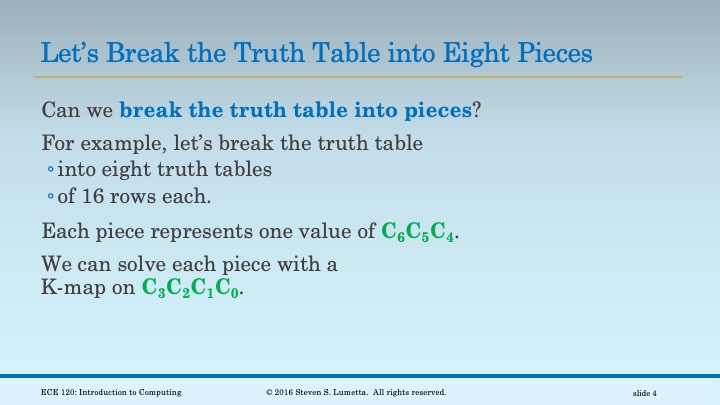 Let’s Break the Truth Table into Eight Pieces
Can we break the truth table into pieces?
For example, let’s break the truth table
◦into eight truth tables
◦of 16 rows each.
Each piece represents one value of C₆C₅C₄.
We can solve each piece with a
K-map on C₃C₂C₁C₀.
ECE 120: Introduction to Computing © 2016 Steven S. Lumetta. All rights reserved. slide 4